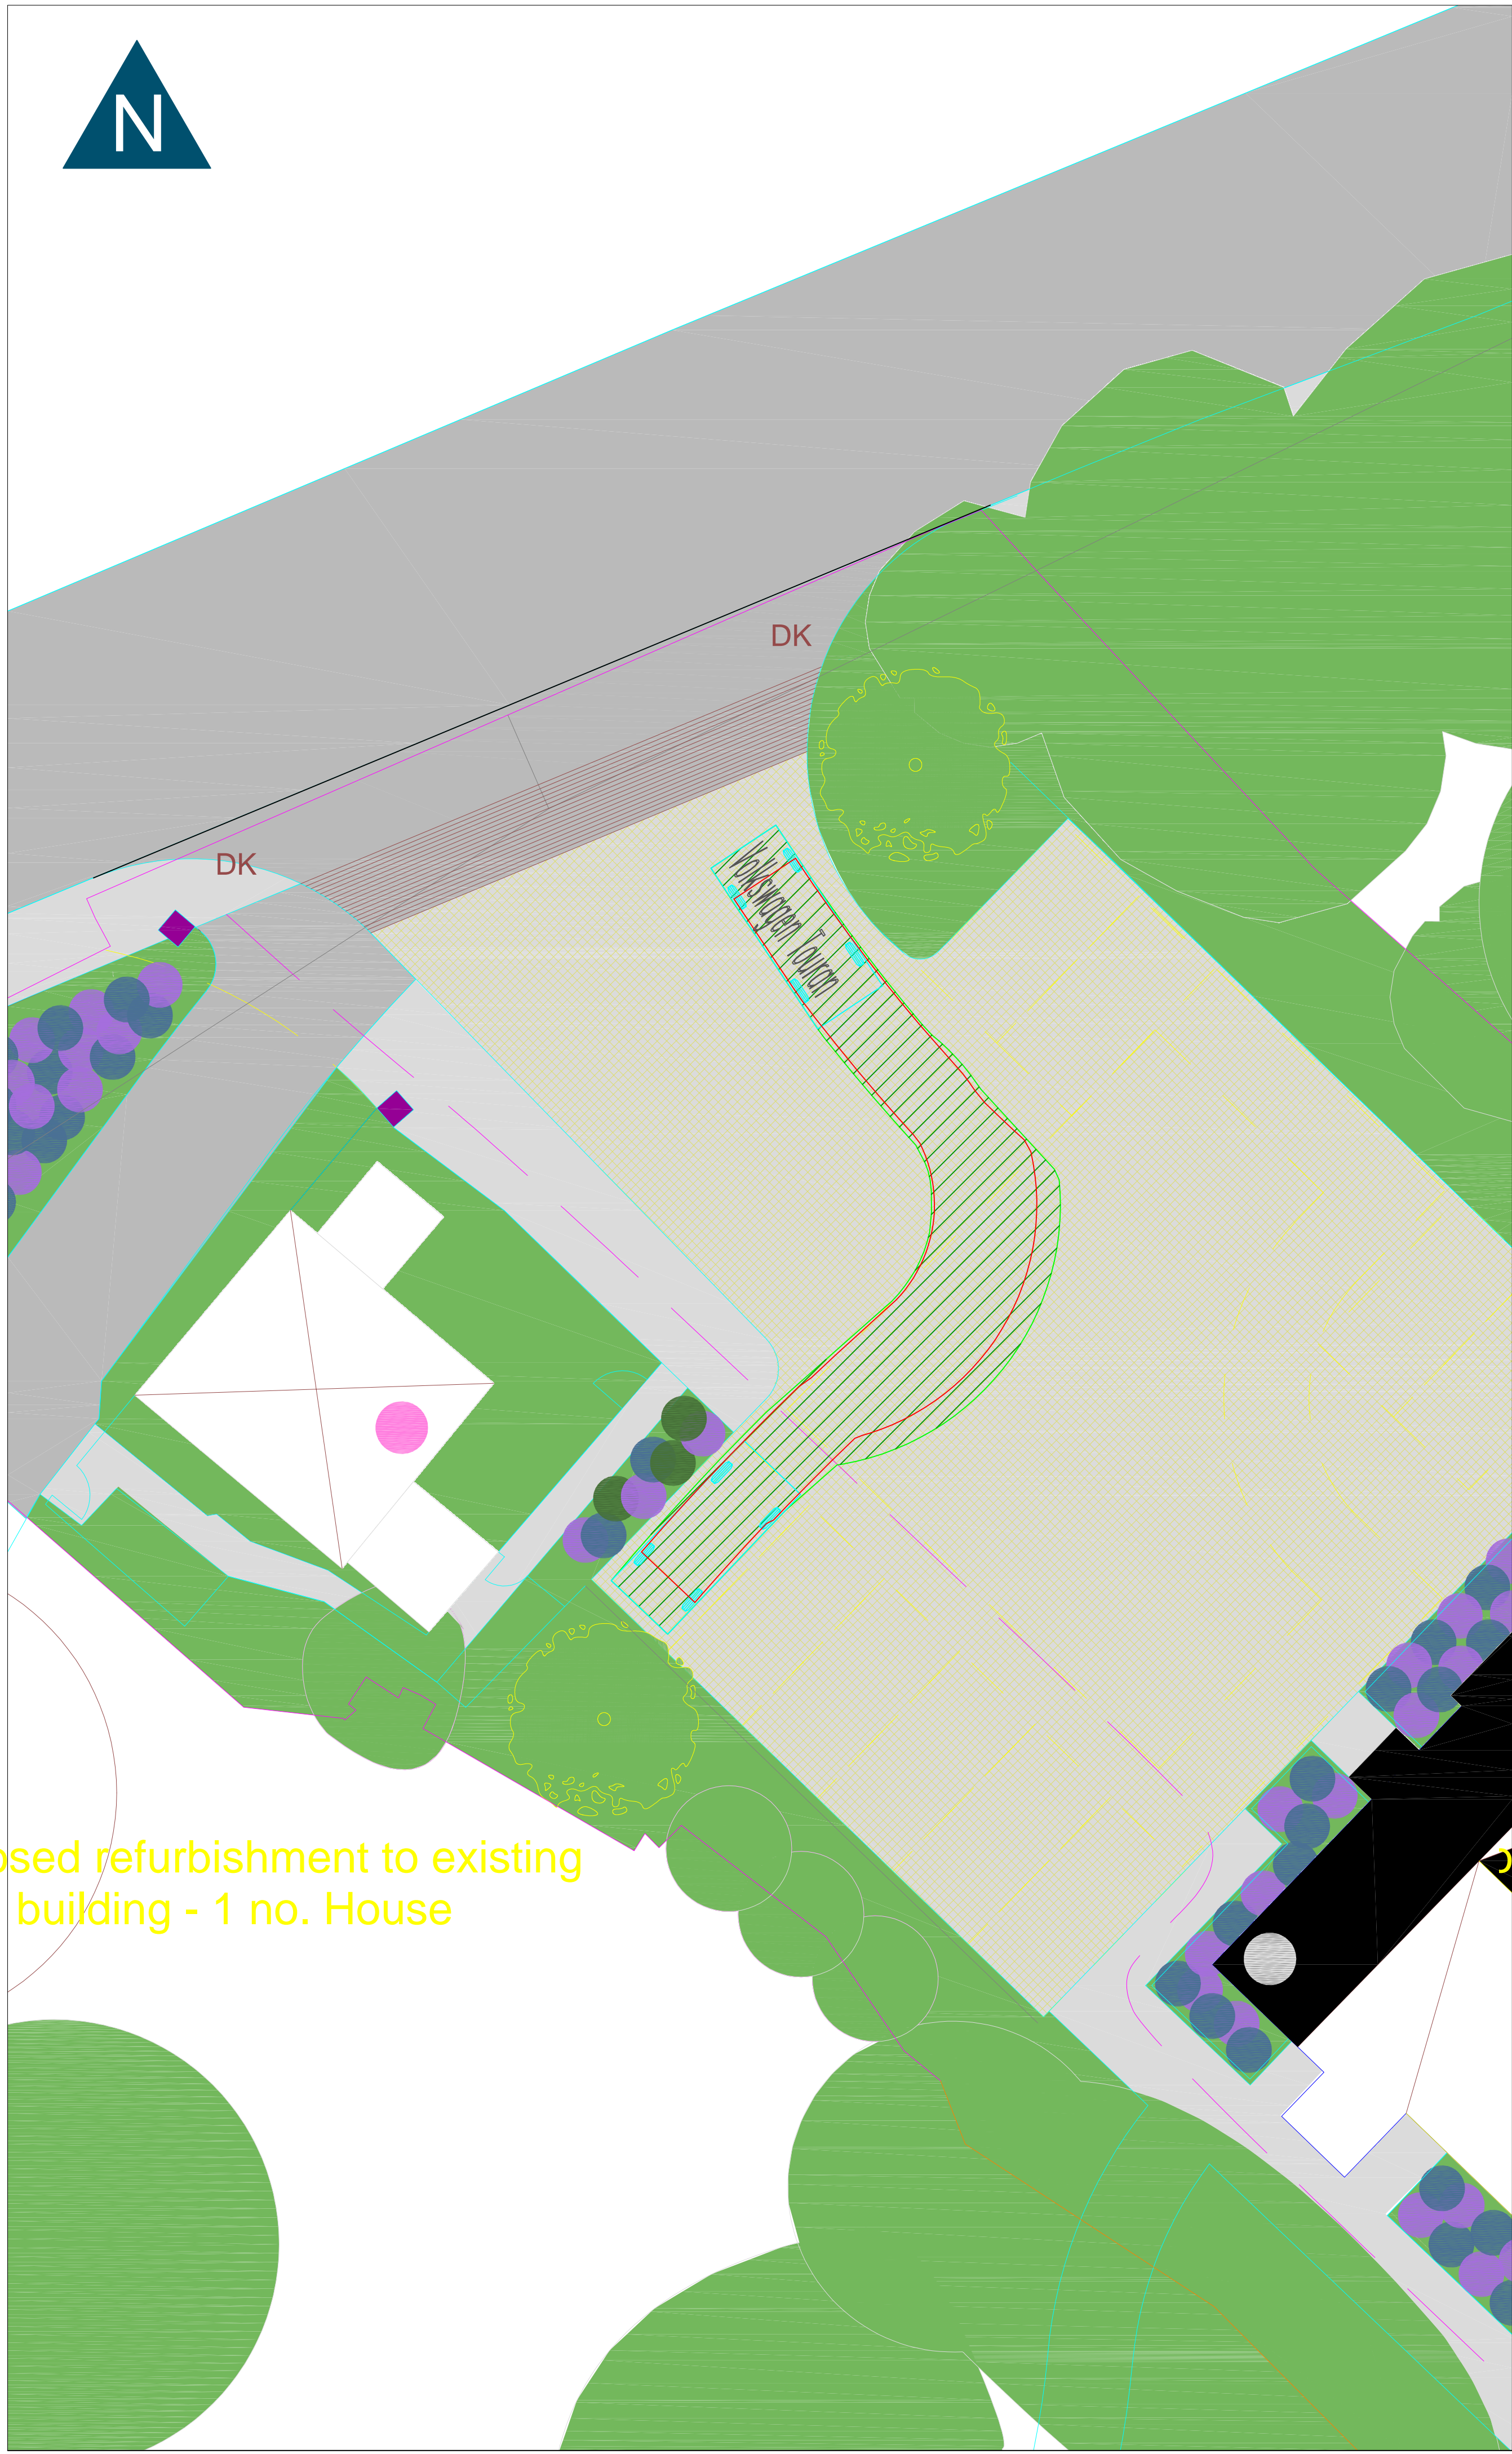 N
DK
DK
Volkswagen Touran
osed refurbishment to existing
building - 1 no. House